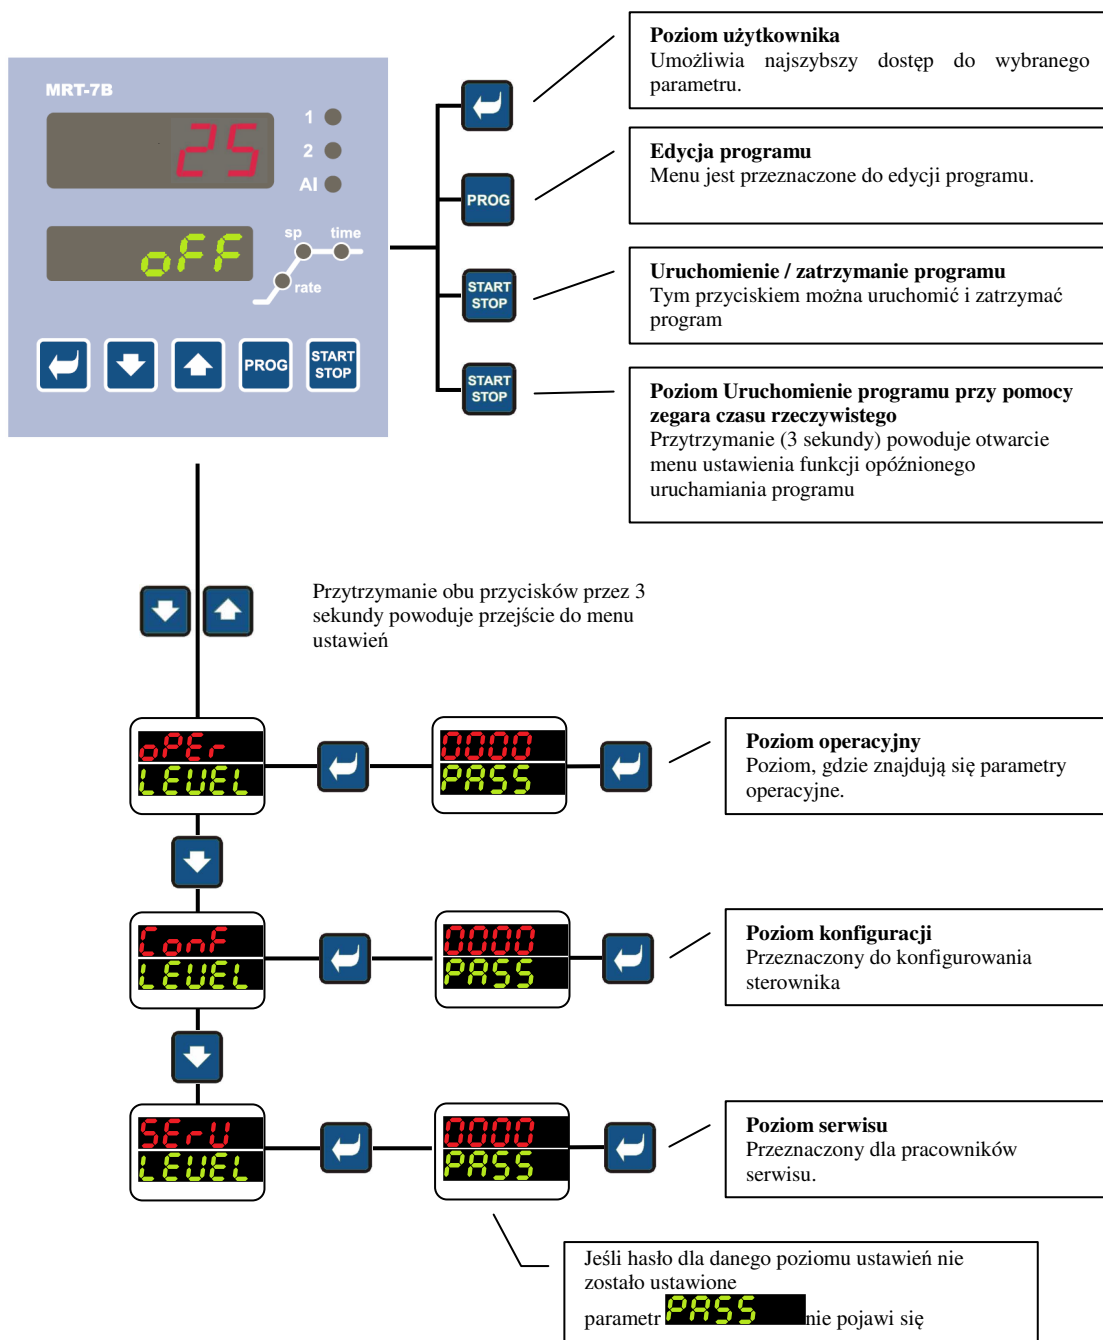 Poziom użytkownika
Umożliwia najszybszy dostęp do wybranego
parametru.
MRT-7B
25
1
2
AI
oFF
sp
time
rate
START
STOP
PROG
PROG
Edycja programu
Menu jest przeznaczone do edycji programu.
START
STOP
Uruchomienie / zatrzymanie programu
Tym przyciskiem można uruchomić i zatrzymać
program
START
STOP
Poziom Uruchomienie programu przy pomocy
zegara czasu rzeczywistego
Przytrzymanie (3 sekundy) powoduje otwarcie
menu ustawienia funkcji opóźnionego
uruchamiania programu
Przytrzymanie obu przycisków przez 3
sekundy powoduje przejście do menu
ustawień
oPEr
LEVEL
0000
PASS
Poziom operacyjny
Poziom, gdzie znajdują się parametry
operacyjne.
ConF
LEVEL
0000
PASS
Poziom konfiguracji
Przeznaczony do konfigurowania
sterownika
SErV
LEVEL
0000
PASS
Poziom serwisu
Przeznaczony dla pracowników
serwisu.
Jeśli hasło dla danego poziomu ustawień nie
zostało ustawione
parametr PASS nie pojawi się